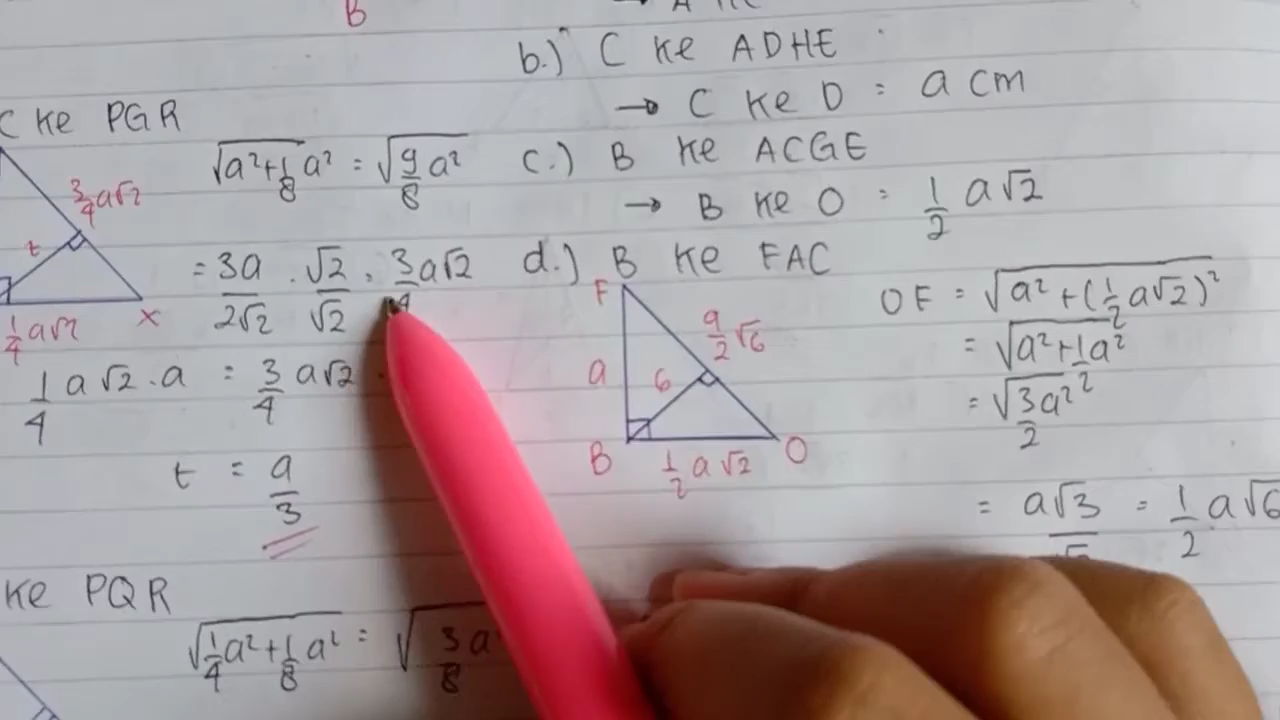 B
C ke PGR
√(a²+1/8 a²) = √(9/8 a²)
3/4 a√2
t
1/4 a√2
x
= 3a/2√2 . √2/√2 = 3/4 a√2
1/4 a√2 . a = 3/4 a√2
t = a/3
ke PQR
√(1/4 a²+1/8 a²) = √(3/8 a
b.) C ke ADHE
→ C ke D = a cm
c.) B ke ACGE
→ B ke O = 1/2 a√2
d.) B ke FAC
F
a
6
9/2 √6
B
1/2 a√2
O
OF = √(a² + (1/2 a√2)²)
= √(a²+1/2 a²)
= √(3/2 a²)
= a√3 = 1/2 a√6